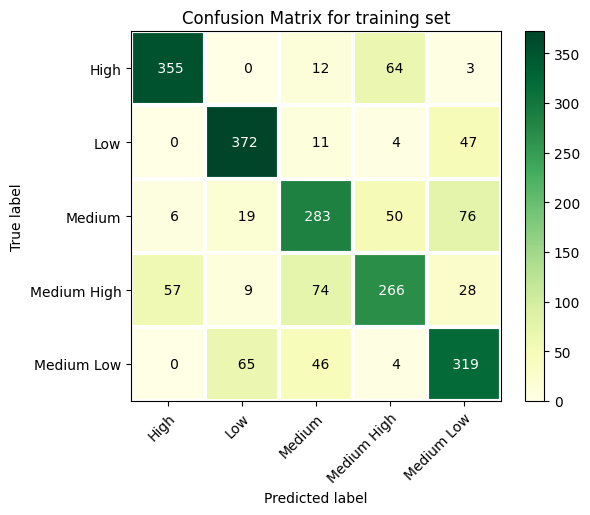 Confusion Matrix for training set
High 355 0 12 64 3
Low 0 372 11 4 47
Medium 6 19 283 50 76
Medium High 57 9 74 266 28
Medium Low 0 65 46 4 319
True label
High Low Medium Medium High Medium Low
Predicted label
350
300
250
200
150
100
50
0